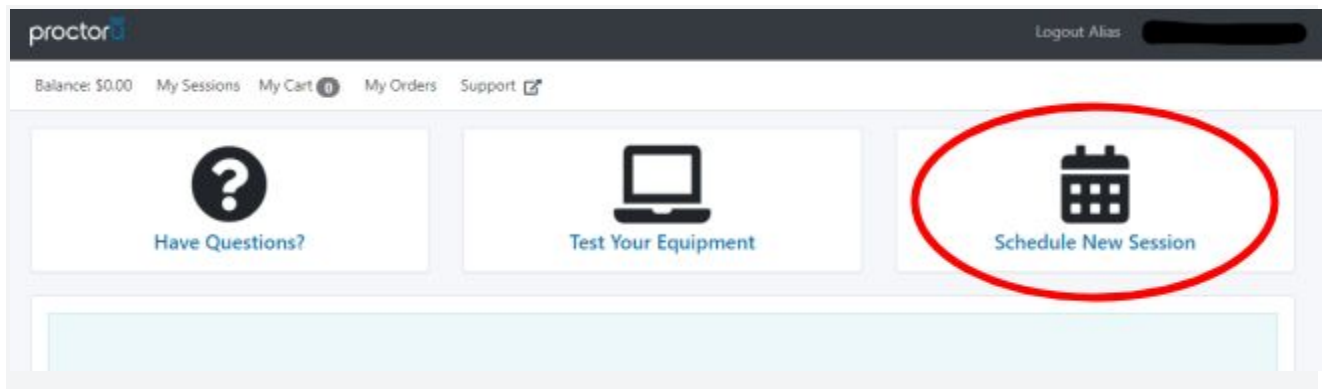 proctoru Logout Alias
Balance: $0.00 My Sessions My Cart 0 My Orders Support
Have Questions? Test Your Equipment Schedule New Session